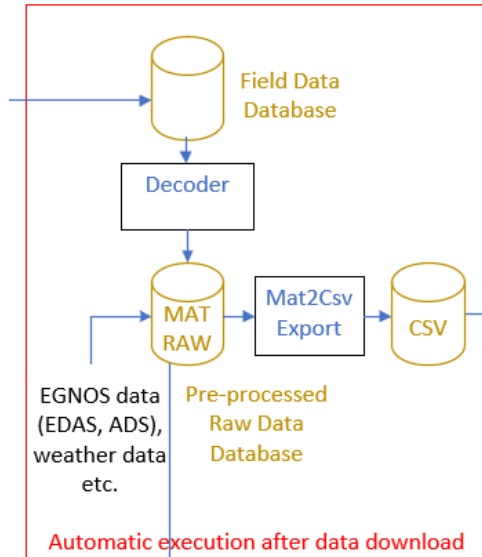 Field Data
Database
Decoder
MAT
RAW
Mat2Csv
Export
CSV
EGNOS data
(EDAS, ADS),
weather data
etc.
Pre-processed
Raw Data
Database
Automatic execution after data download